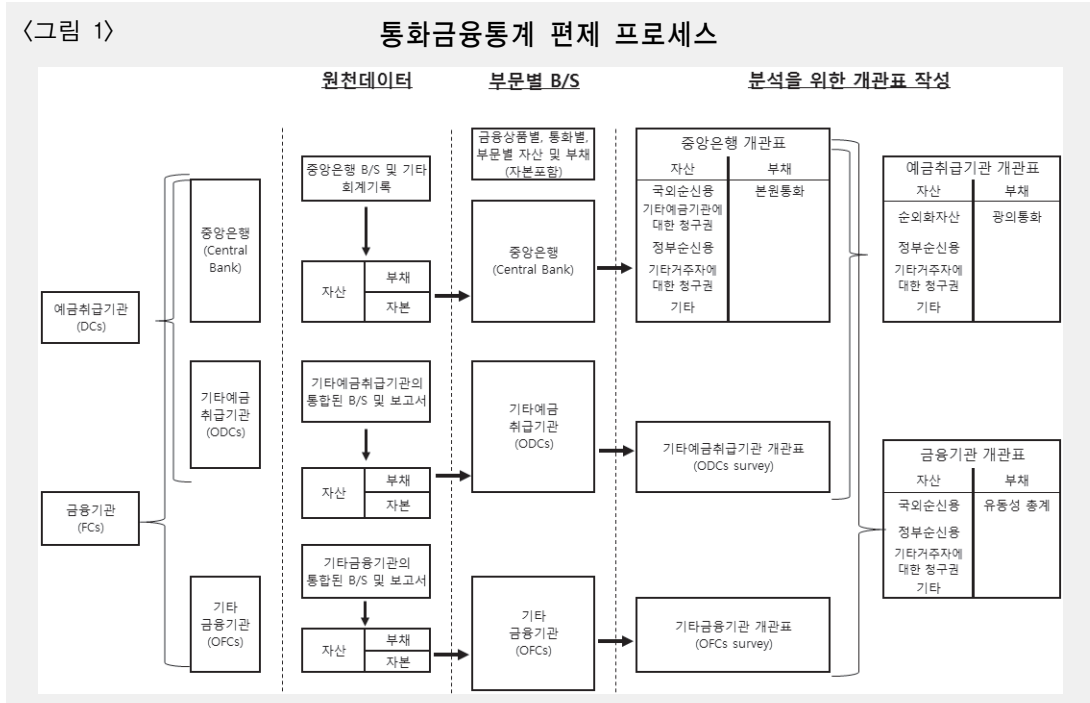 〈그림 1〉
통화금융통계 편제 프로세스
원천데이터
부문별 B/S
분석을 위한 개관표 작성
예금취급기관
(DCs)
금융기관
(FCs)
중앙은행
(Central
Bank)
기타예금
취급기관
(ODCs)
기타
금융기관
(OFCs)
중앙은행 B/S 및 기타
회계기록
자산
부채
자본
기타예금취급기관의
통합된 B/S 및 보고서
자산
부채
자본
기타금융기관의
통합된 B/S 및 보고서
자산
부채
자본
금융상품별, 통화별,
부문별 자산 및 부채
(자본포함)
중앙은행
(Central Bank)
기타예금
취급기관
(ODCs)
기타
금융기관
(OFCs)
중앙은행 개관표
자산
부채
국외순신용
본원통화
기타예금기관에
대한 청구권
정부순신용
기타거주자에
대한 청구권
기타
기타예금취급기관 개관표
(ODCs survey)
기타금융기관 개관표
(OFCs survey)
예금취급기관 개관표
자산
부채
순외화자산
광의통화
정부순신용
기타거주자에
대한 청구권
기타
금융기관 개관표
자산
부채
국외순신용
유동성 총계
정부순신용
기타거주자에
대한 청구권
기타